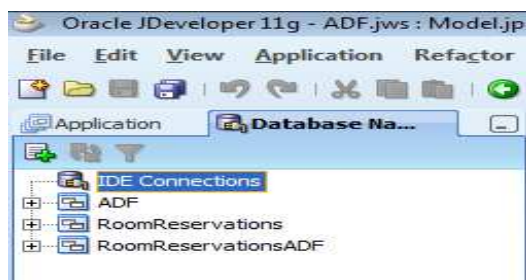 Oracle JDeveloper 11g - ADF.jws : Model.jp
File Edit View Application Refactor
Application Database Na...
IDE Connections
ADF
RoomReservations
RoomReservationsADF